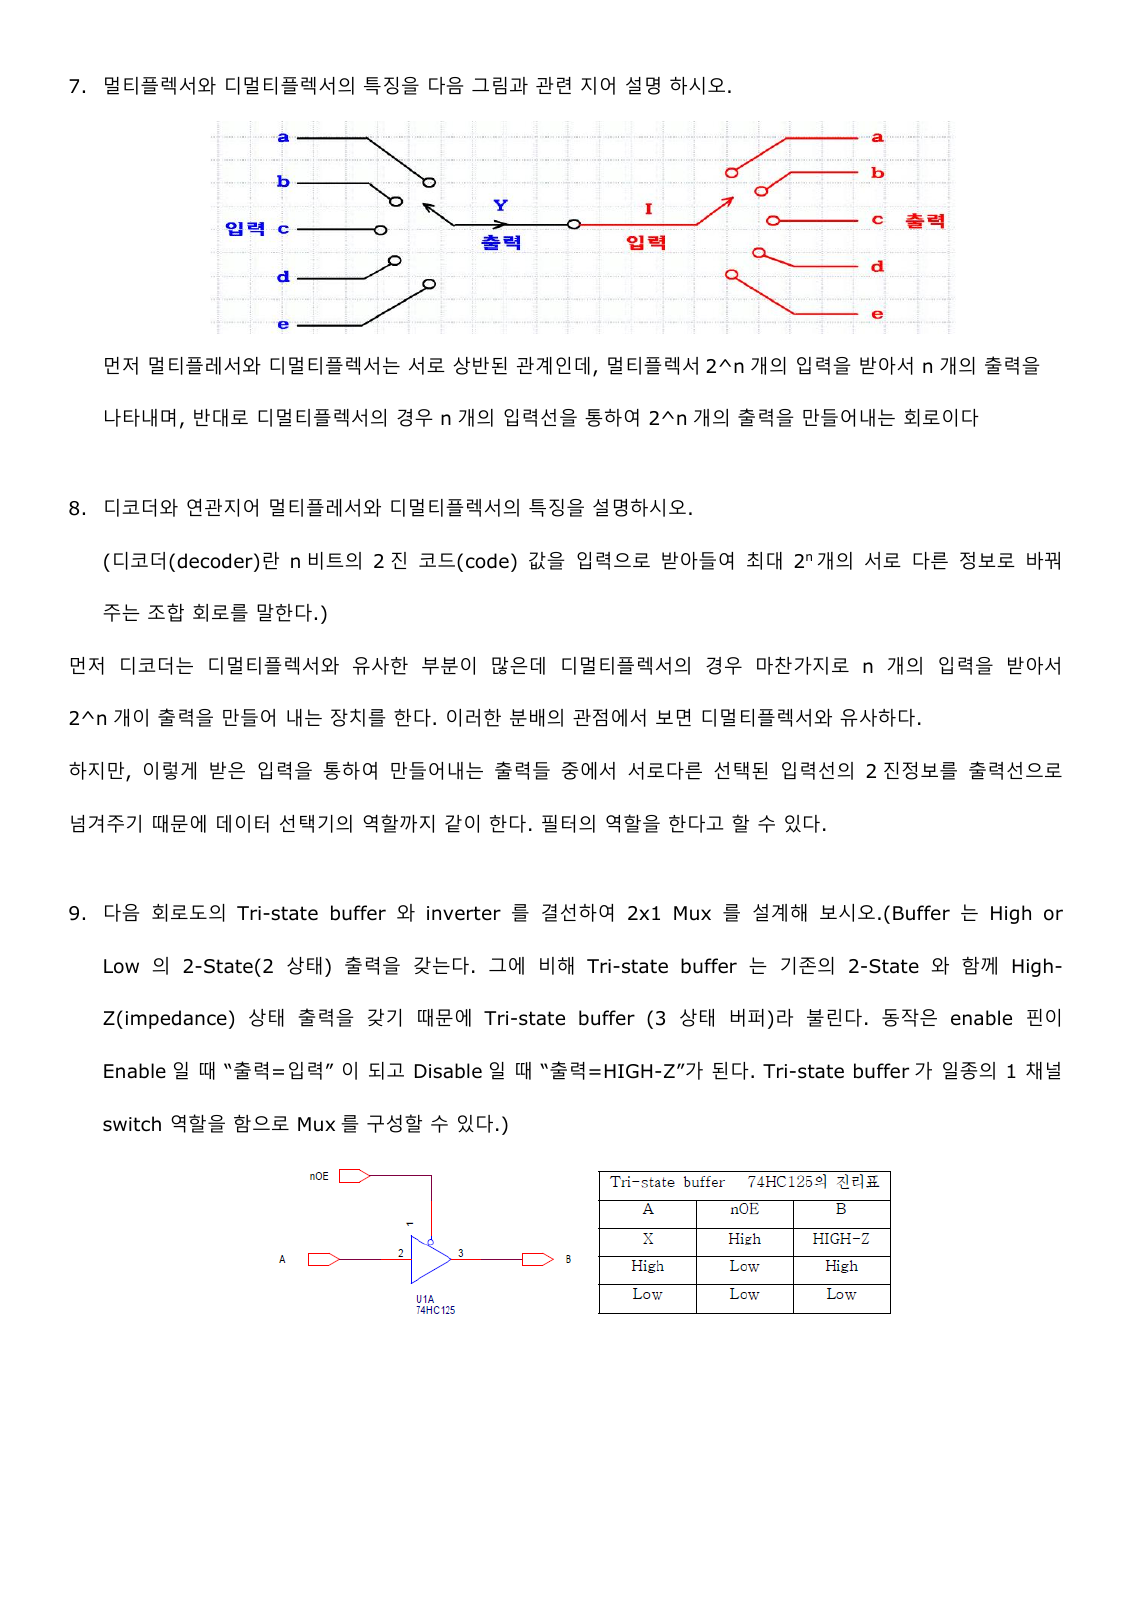 7. 멀티플렉서와 디멀티플렉서의 특징을 다음 그림과 관련 지어 설명 하시오.
a a
b b
Y I
입력 c c 출력
출력 입력
d d
e e
먼저 멀티플레서와 디멀티플렉서는 서로 상반된 관계인데, 멀티플렉서 2^n 개의 입력을 받아서 n 개의 출력을
나타내며, 반대로 디멀티플렉서의 경우 n 개의 입력선을 통하여 2^n 개의 출력을 만들어내는 회로이다
8. 디코더와 연관지어 멀티플레서와 디멀티플렉서의 특징을 설명하시오.
(디코더(decoder)란 n 비트의 2 진 코드(code) 값을 입력으로 받아들여 최대 2ⁿ 개의 서로 다른 정보로 바꿔
주는 조합 회로를 말한다.)
먼저 디코더는 디멀티플렉서와 유사한 부분이 많은데 디멀티플렉서의 경우 마찬가지로 n 개의 입력을 받아서
2^n 개이 출력을 만들어 내는 장치를 한다. 이러한 분배의 관점에서 보면 디멀티플렉서와 유사하다.
하지만, 이렇게 받은 입력을 통하여 만들어내는 출력들 중에서 서로다른 선택된 입력선의 2 진정보를 출력선으로
넘겨주기 때문에 데이터 선택기의 역할까지 같이 한다. 필터의 역할을 한다고 할 수 있다.
9. 다음 회로도의 Tri-state buffer 와 inverter 를 결선하여 2x1 Mux 를 설계해 보시오.(Buffer 는 High or
Low 의 2-State(2 상태) 출력을 갖는다. 그에 비해 Tri-state buffer 는 기존의 2-State 와 함께 High-
Z(impedance) 상태 출력을 갖기 때문에 Tri-state buffer (3 상태 버퍼)라 불린다. 동작은 enable 핀이
Enable 일 때 “출력=입력” 이 되고 Disable 일 때 “출력=HIGH-Z”가 된다. Tri-state buffer 가 일종의 1 채널
switch 역할을 함으로 Mux 를 구성할 수 있다.)
nOE
1
A 2 3 B
U1A
74HC125
Tri-state buffer 74HC125의 진리표
A nOE B
X High HIGH-Z
High Low High
Low Low Low